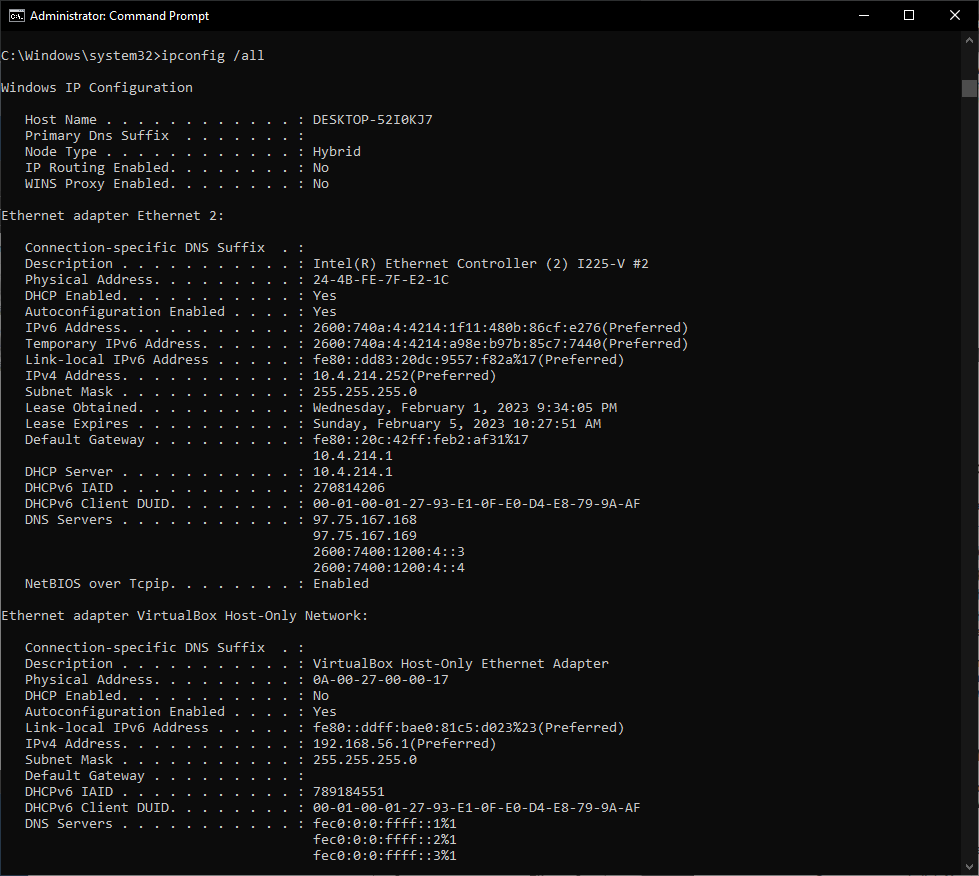 Administrator: Command Prompt
C:\Windows\system32>ipconfig /all
Windows IP Configuration
Host Name . . . . . . . . . . . . : DESKTOP-52I0KJ7
Primary Dns Suffix  . . . . . . . :
Node Type . . . . . . . . . . . . : Hybrid
IP Routing Enabled. . . . . . . . : No
WINS Proxy Enabled. . . . . . . . : No
Ethernet adapter Ethernet 2:
Connection-specific DNS Suffix  . :
Description . . . . . . . . . . . : Intel(R) Ethernet Controller (2) I225-V #2
Physical Address. . . . . . . . . : 24-4B-FE-7F-E2-1C
DHCP Enabled. . . . . . . . . . . : Yes
Autoconfiguration Enabled . . . . : Yes
IPv6 Address. . . . . . . . . . . : 2600:740a:4:4214:1f11:480b:86cf:e276(Preferred)
Temporary IPv6 Address. . . . . . : 2600:740a:4:4214:a98e:b97b:85c7:7440(Preferred)
Link-local IPv6 Address . . . . . : fe80::dd83:20dc:9557:f82a%17(Preferred)
IPv4 Address. . . . . . . . . . . : 10.4.214.252(Preferred)
Subnet Mask . . . . . . . . . . . : 255.255.255.0
Lease Obtained. . . . . . . . . . : Wednesday, February 1, 2023 9:34:05 PM
Lease Expires . . . . . . . . . . : Sunday, February 5, 2023 10:27:51 AM
Default Gateway . . . . . . . . . : fe80::20c:42ff:feb2:af31%17
10.4.214.1
DHCP Server . . . . . . . . . . . : 10.4.214.1
DHCPv6 IAID . . . . . . . . . . . : 270814206
DHCPv6 Client DUID. . . . . . . . : 00-01-00-01-27-93-E1-0F-E0-D4-E8-79-9A-AF
DNS Servers . . . . . . . . . . . : 97.75.167.168
97.75.167.169
2600:7400:1200:4::3
2600:7400:1200:4::4
NetBIOS over Tcpip. . . . . . . . : Enabled
Ethernet adapter VirtualBox Host-Only Network:
Connection-specific DNS Suffix  . :
Description . . . . . . . . . . . : VirtualBox Host-Only Ethernet Adapter
Physical Address. . . . . . . . . : 0A-00-27-00-00-17
DHCP Enabled. . . . . . . . . . . : No
Autoconfiguration Enabled . . . . : Yes
Link-local IPv6 Address . . . . . : fe80::ddff:bae0:81c5:d023%23(Preferred)
IPv4 Address. . . . . . . . . . . : 192.168.56.1(Preferred)
Subnet Mask . . . . . . . . . . . : 255.255.255.0
Default Gateway . . . . . . . . . :
DHCPv6 IAID . . . . . . . . . . . : 789184551
DHCPv6 Client DUID. . . . . . . . : 00-01-00-01-27-93-E1-0F-E0-D4-E8-79-9A-AF
DNS Servers . . . . . . . . . . . : fec0:0:0:ffff::1%1
fec0:0:0:ffff::2%1
fec0:0:0:ffff::3%1